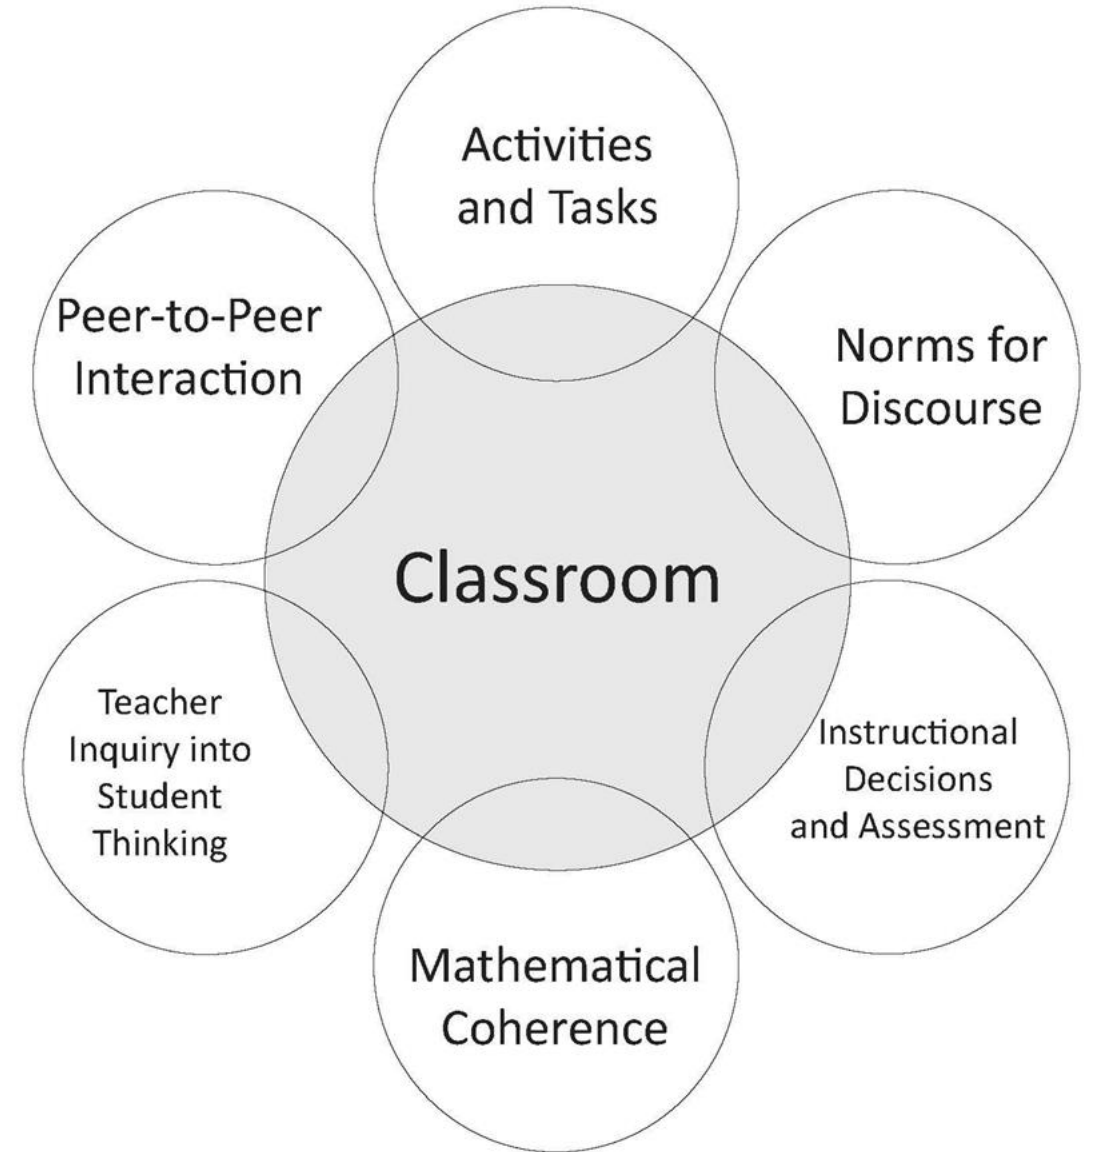 Activities
and Tasks
Peer-to-Peer
Interaction
Norms for
Discourse
Classroom
Teacher
Inquiry into
Student
Thinking
Instructional
Decisions
and Assessment
Mathematical
Coherence